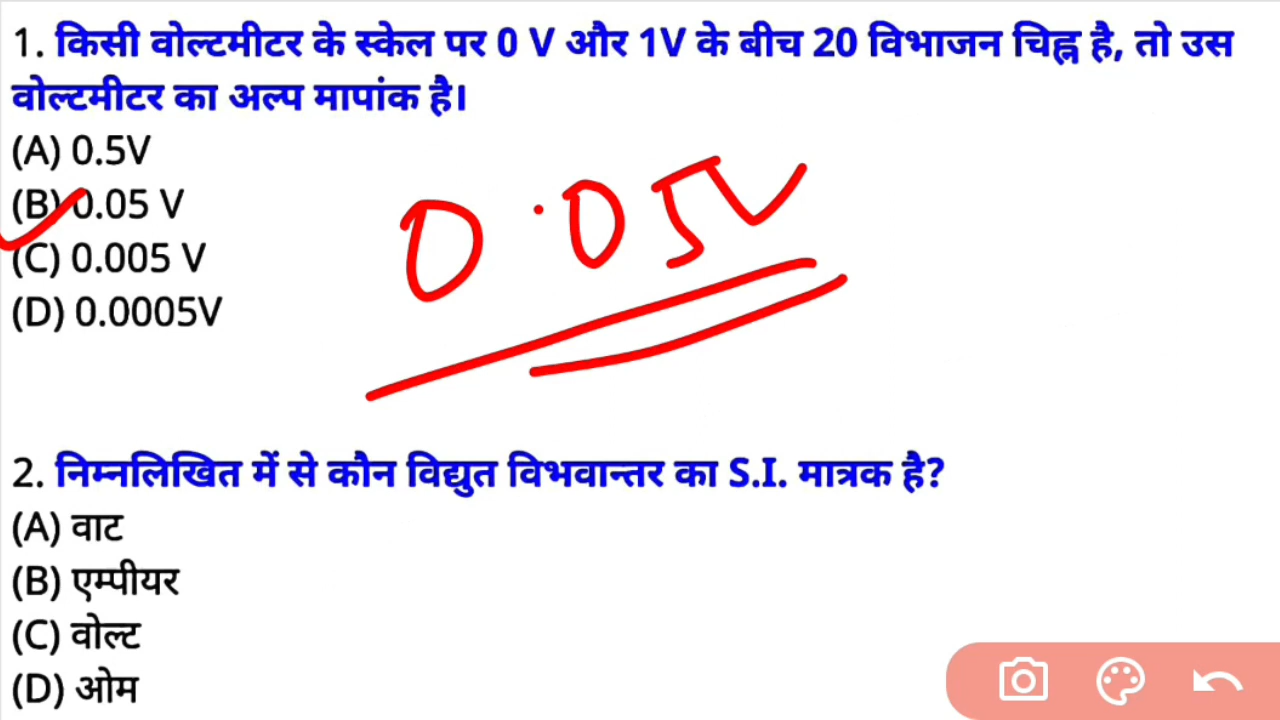 1. किसी वोल्टमीटर के स्केल पर 0 V और 1V के बीच 20 विभाजन चिह्न है, तो उस
वोल्टमीटर का अल्प मापांक है।
(A) 0.5V
(B) 0.05 V
(C) 0.005 V
(D) 0.0005V
0.05V
2. निम्नलिखित में से कौन विद्युत विभवान्तर का S.I. मात्रक है?
(A) वाट
(B) एम्पीयर
(C) वोल्ट
(D) ओम